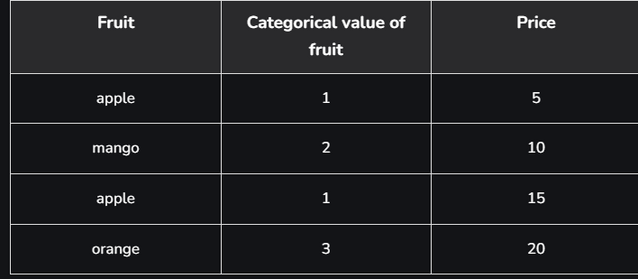 Fruit Categorical value of fruit Price
apple 1 5
mango 2 10
apple 1 15
orange 3 20